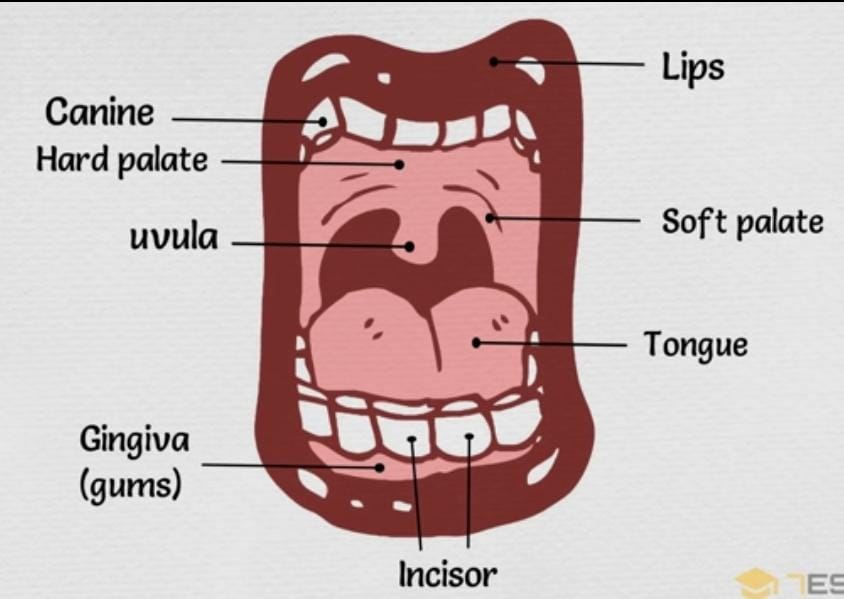 Lips
Canine
Hard palate
uvula
Soft palate
Tongue
Gingiva
(gums)
Incisor